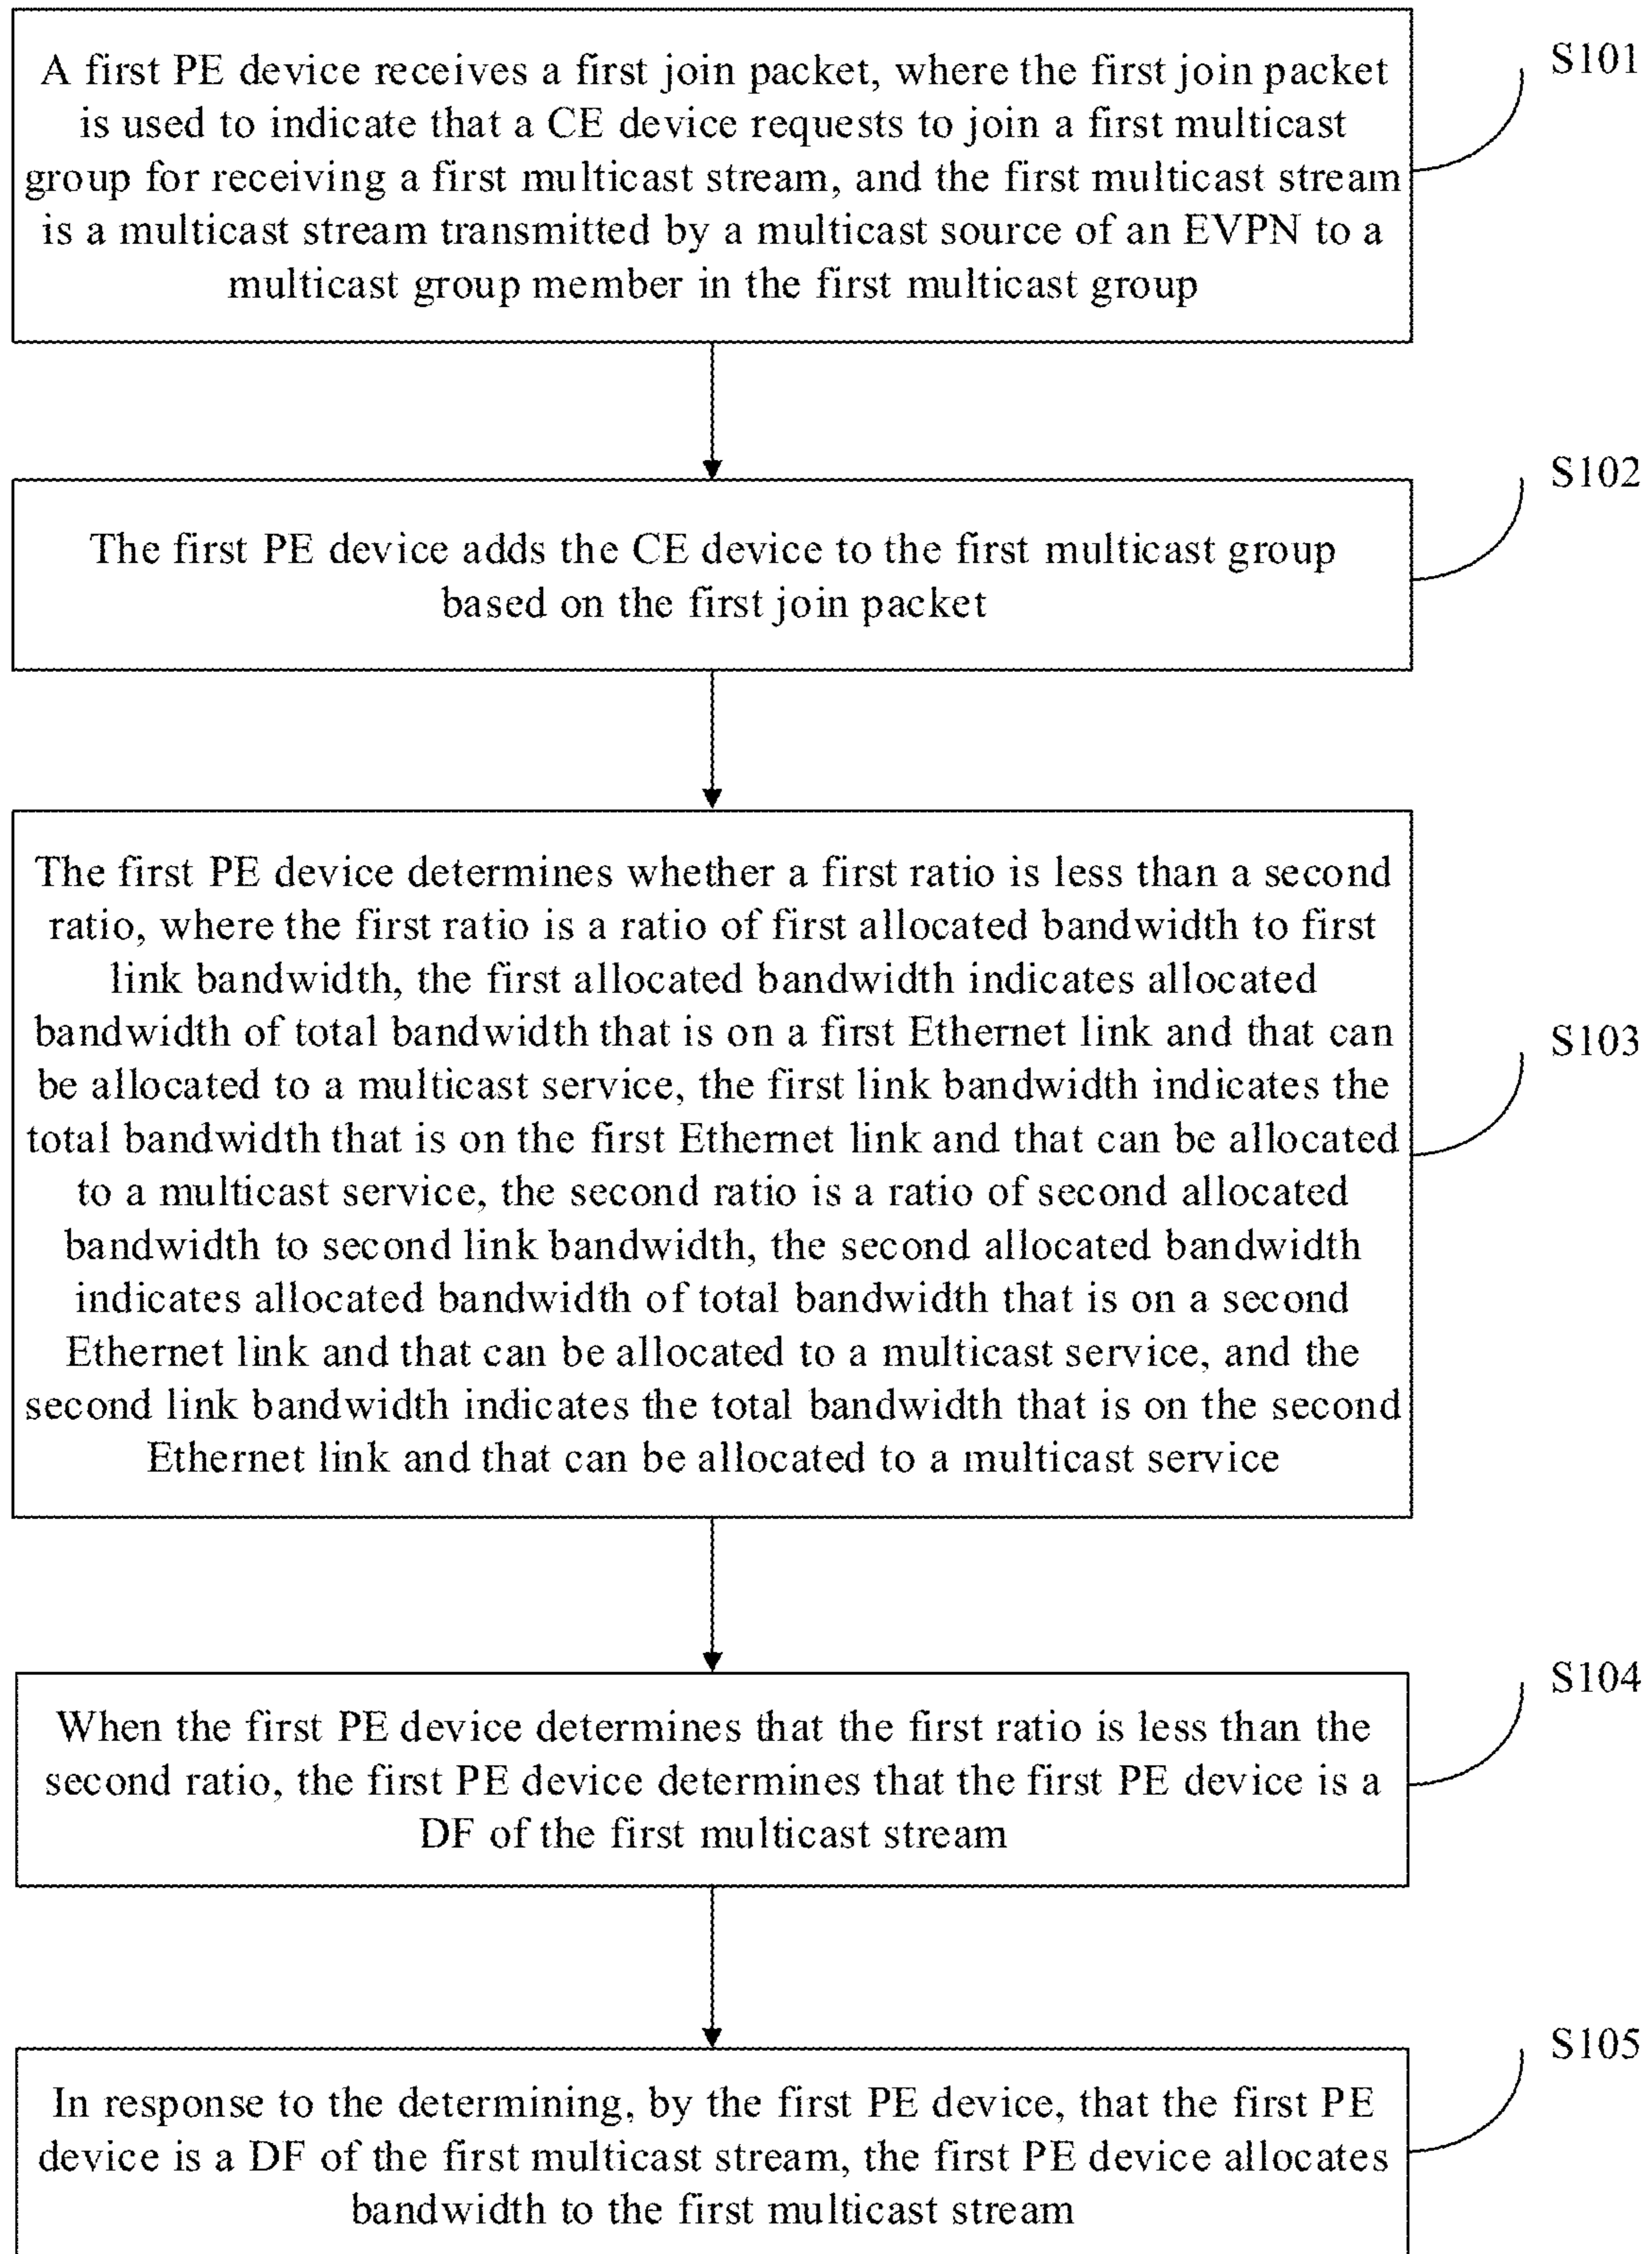 A first PE device receives a first join packet, where the first join packet
is used to indicate that a CE device requests to join a first multicast
group for receiving a first multicast stream, and the first multicast stream
is a multicast stream transmitted by a multicast source of an EVPN to a
multicast group member in the first multicast group
S101
The first PE device adds the CE device to the first multicast group
based on the first join packet
S102
The first PE device determines whether a first ratio is less than a second
ratio, where the first ratio is a ratio of first allocated bandwidth to first
link bandwidth, the first allocated bandwidth indicates allocated
bandwidth of total bandwidth that is on a first Ethernet link and that can
be allocated to a multicast service, the first link bandwidth indicates the
total bandwidth that is on the first Ethernet link and that can be allocated
to a multicast service, the second ratio is a ratio of second allocated
bandwidth to second link bandwidth, the second allocated bandwidth
indicates allocated bandwidth of total bandwidth that is on a second
Ethernet link and that can be allocated to a multicast service, and the
second link bandwidth indicates the total bandwidth that is on the second
Ethernet link and that can be allocated to a multicast service
S103
When the first PE device determines that the first ratio is less than the
second ratio, the first PE device determines that the first PE device is a
DF of the first multicast stream
S104
In response to the determining, by the first PE device, that the first PE
device is a DF of the first multicast stream, the first PE device allocates
bandwidth to the first multicast stream
S105